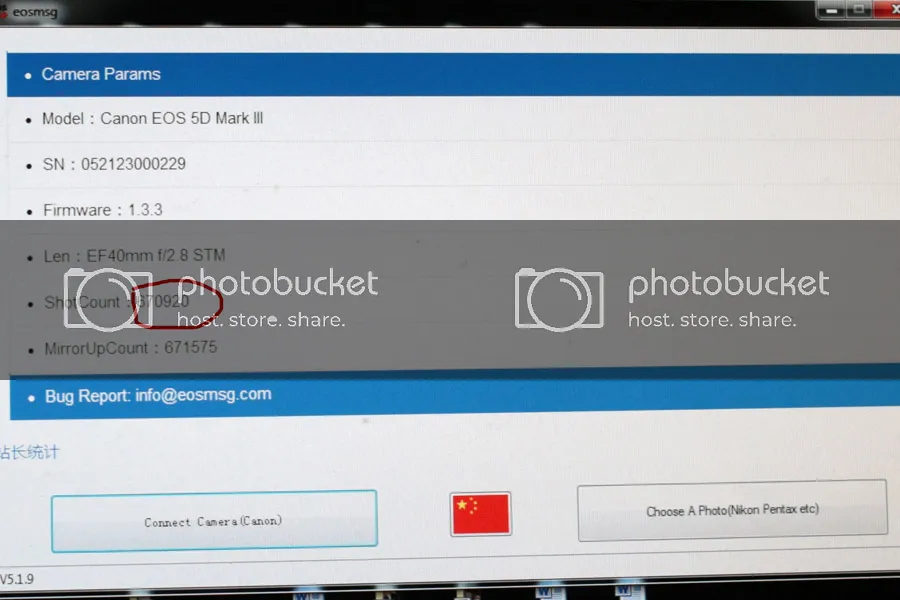 eosmsg
Camera Params
Model : Canon EOS 5D Mark III
SN : 052123000229
Firmware : 1.3.3
Len : EF40mm f/2.8 STM
photobucket
host. store. share.
photobucket
host. store. share.
ShotCount : 670920
MirrorUpCount : 671575
Bug Report: info@eosmsg.com
站长统计
Connect Camera(Canon)
Choose A Photo(Nikon Pentax etc)
V5.1.9